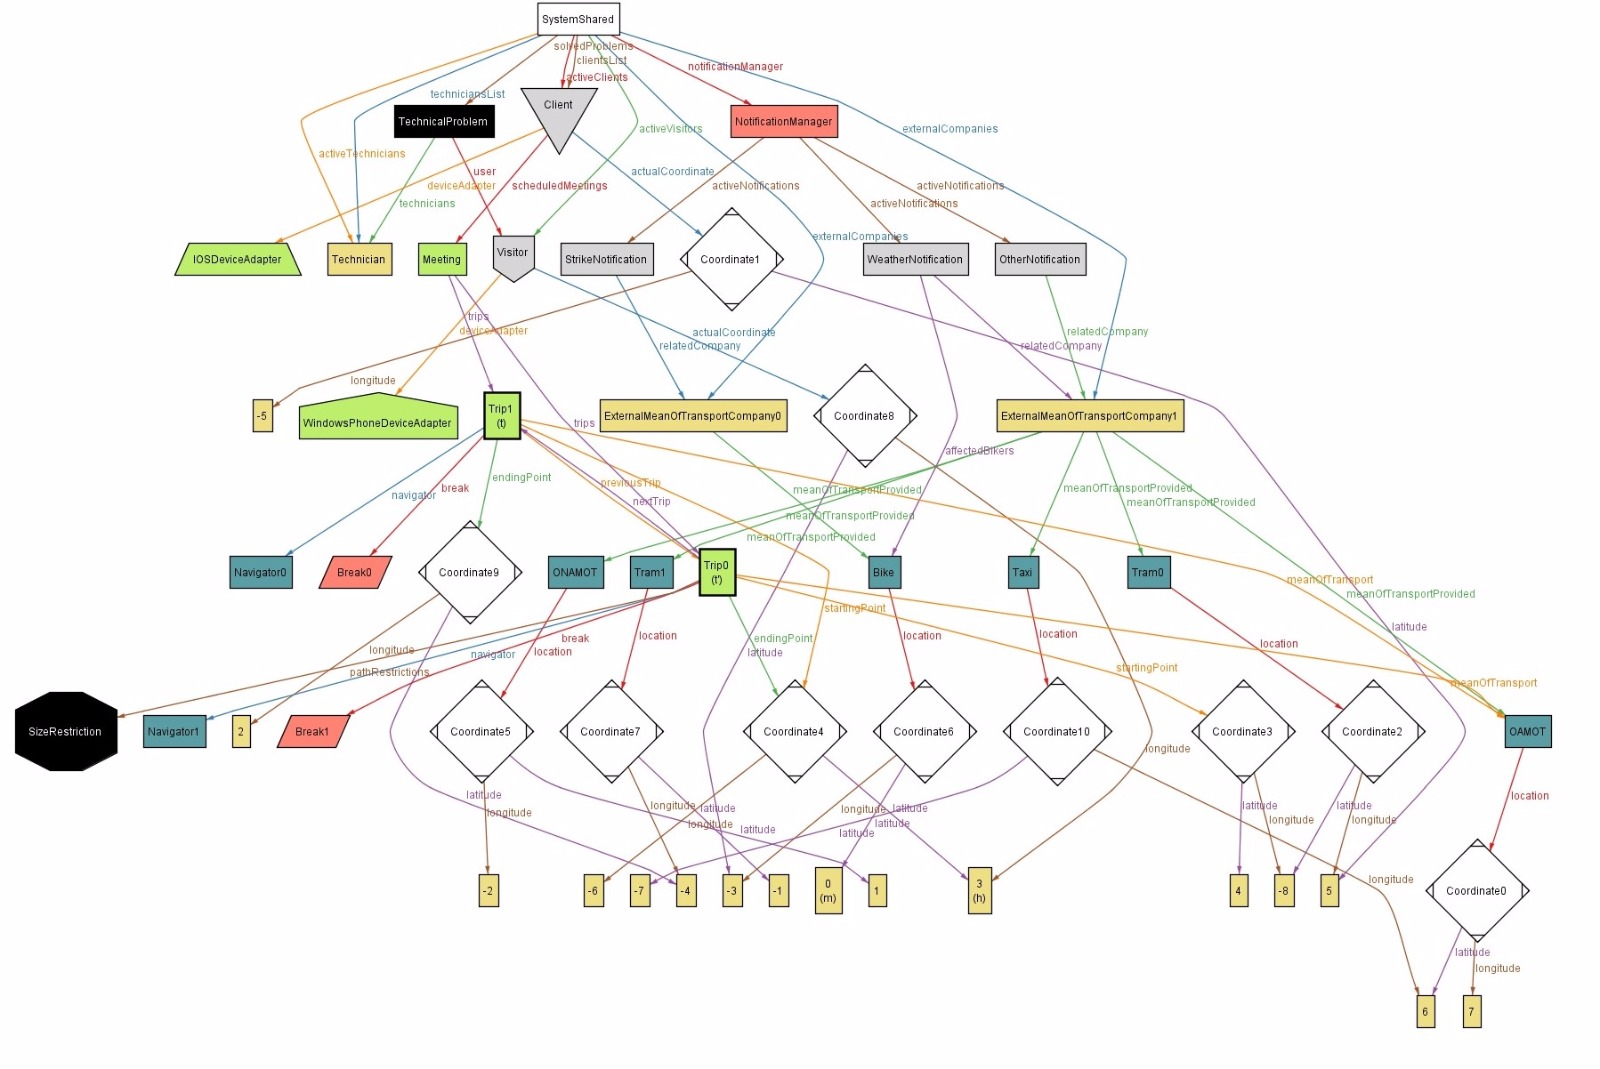 SystemShared
solvedProblems
clientsList
activeClients
notificationManager
techniciansList
Client
TechnicalProblem
NotificationManager
activeVisitors
externalCompanies
activeTechnicians
user
actualCoordinate
deviceAdapter
scheduledMeetings
activeNotifications
activeNotifications
technicians
activeNotifications
externalCompanies
IOSDeviceAdapter
Technician
Meeting
Visitor
StrikeNotification
Coordinate1
WeatherNotification
OtherNotification
trips
deviceAdapter
actualCoordinate
relatedCompany
relatedCompany
relatedCompany
longitude
-5
WindowsPhoneDeviceAdapter
Trip1
(t)
trips
ExternalMeanOfTransportCompany0
Coordinate8
ExternalMeanOfTransportCompany1
affectedBikers
endingPoint
previousTrip
navigator
break
nextTrip
meanOfTransportProvided
meanOfTransportProvided
meanOfTransportProvided
meanOfTransportProvided
meanOfTransportProvided
Navigator0
Break0
Coordinate9
ONAMOT
Tram1
Trip0
(t')
Bike
Taxi
Tram0
meanOfTransport
meanOfTransportProvided
startingPoint
latitude
break
location
endingPoint
location
location
location
longitude
navigator
location
latitude
pathRestrictions
startingPoint
meanOfTransport
SizeRestriction
Navigator1
2
Break1
Coordinate5
Coordinate7
Coordinate4
Coordinate6
Coordinate10
Coordinate3
Coordinate2
OAMOT
longitude
latitude
longitude
longitude
latitude
longitude
longitude
latitude
latitude
latitude
latitude
longitude
latitude
longitude
location
latitude
-2
-6
-7
-4
-3
-1
0
(m)
1
3
(h)
4
-8
5
longitude
Coordinate0
latitude
longitude
6
7